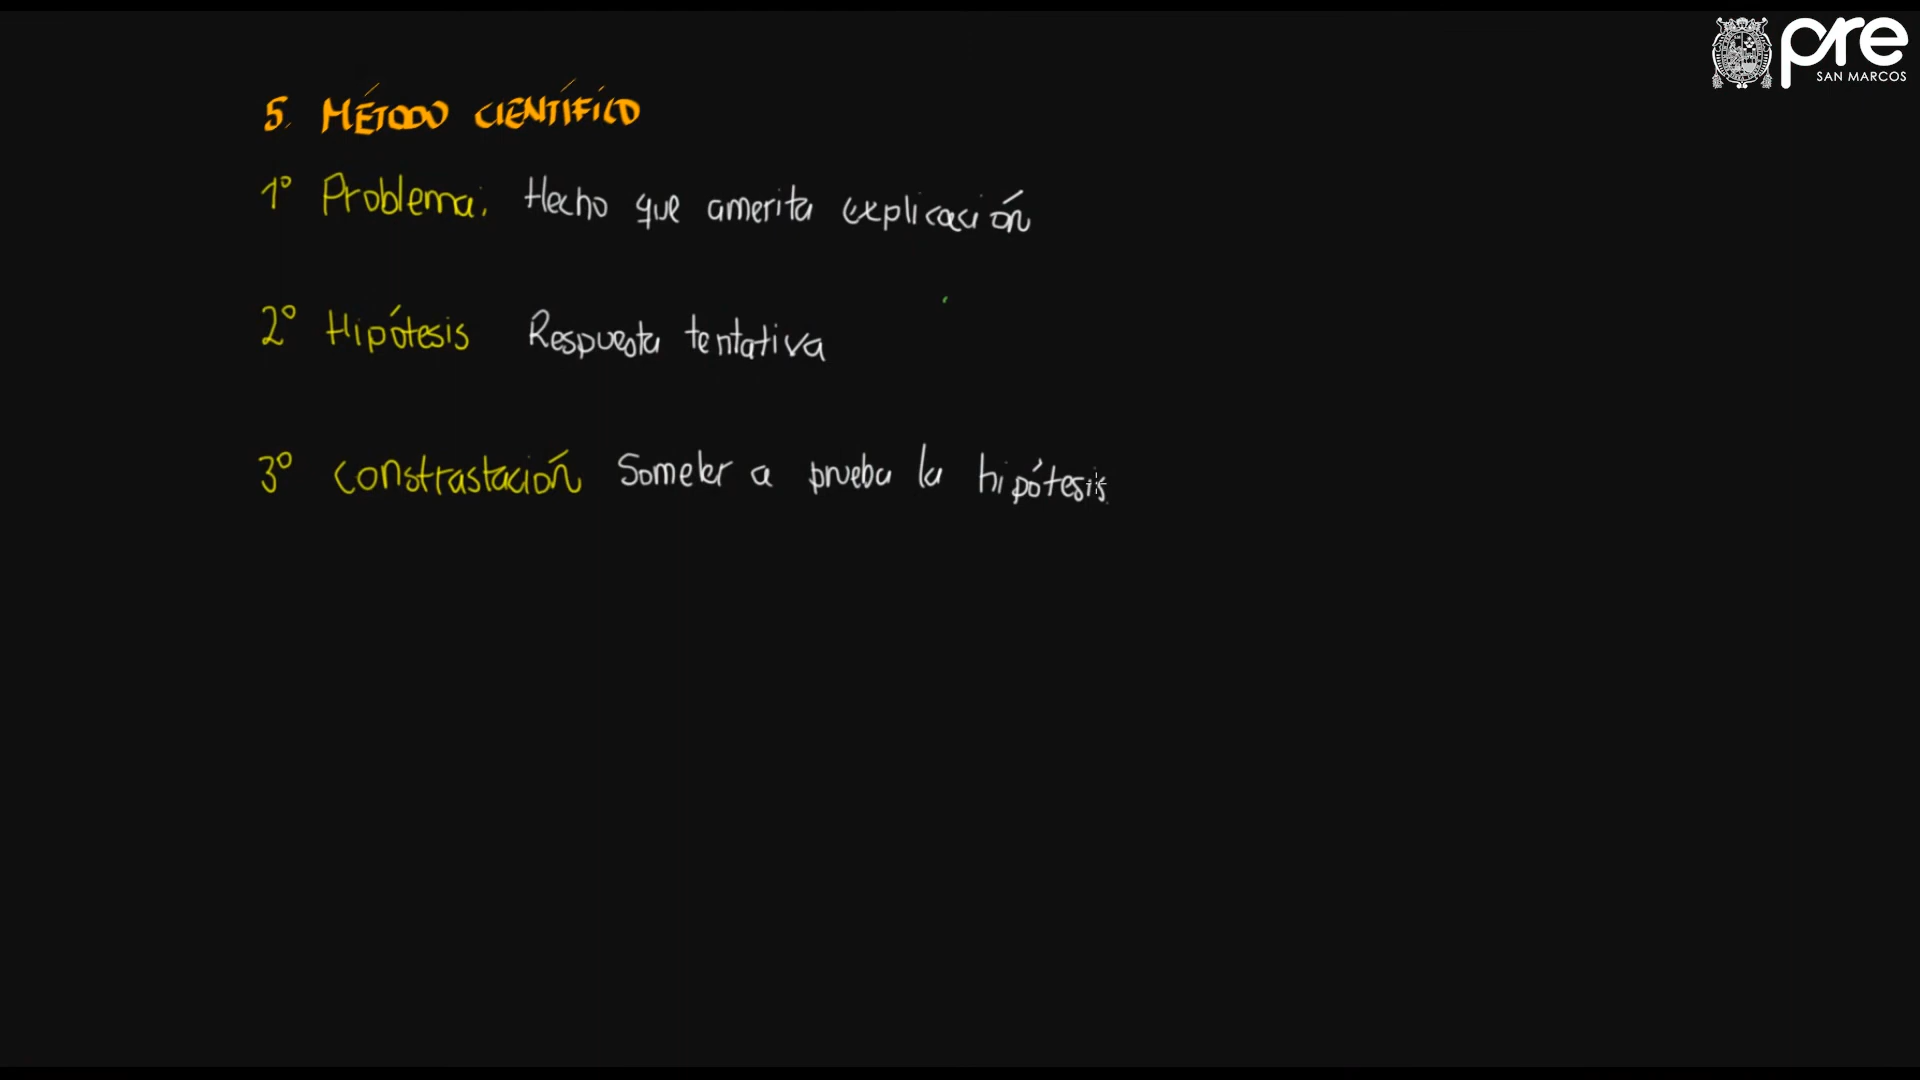 pre
SAN MARCOS
5. MÉTODO CIENTÍFICO
1° Problema: Hecho que amerita explicación
2° Hipótesis Respuesta tentativa
3° Constrastación Someter a prueba la hipótesis